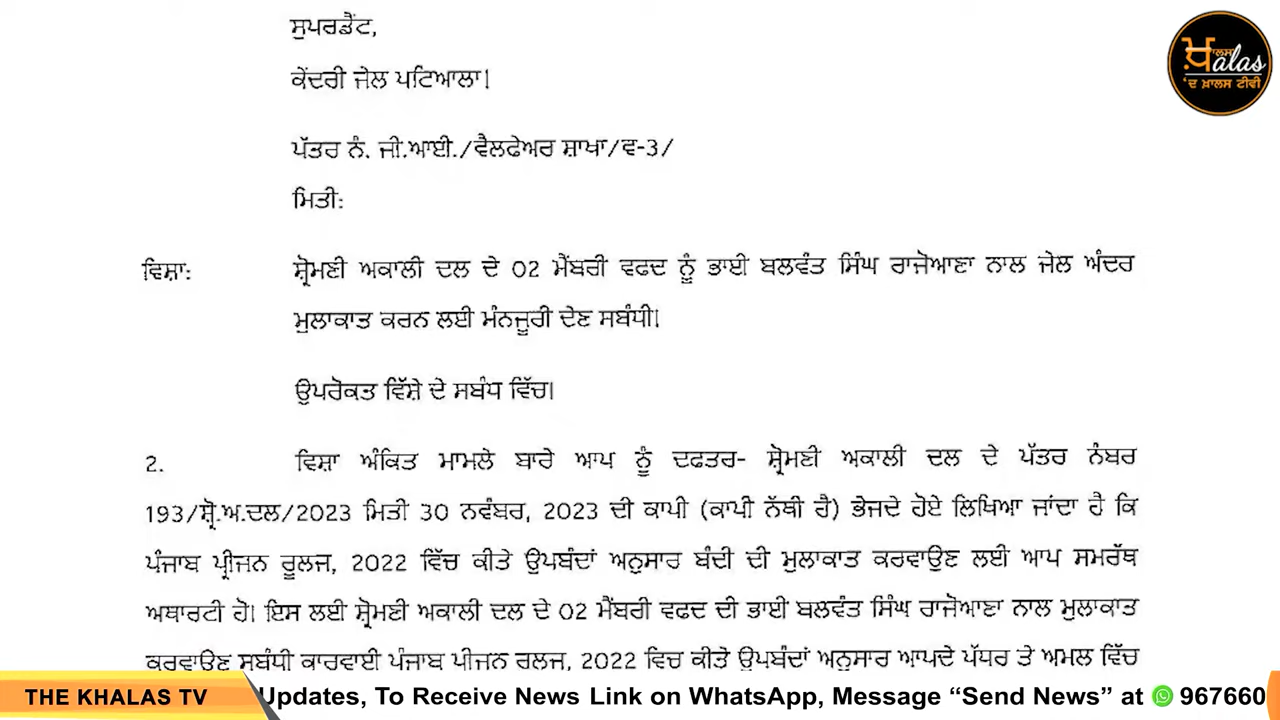 ਸੁਪਰਡੈਂਟ,
ਕੇਂਦਰੀ ਜੇਲ ਪਟਿਆਲਾ।
ਖ਼ਾਲਸ
alas
'ਦ ਖ਼ਾਲਸ ਟੀਵੀ
ਪੱਤਰ ਨੰ. ਜੀ.ਆਈ./ਵੈਲਫੇਅਰ ਸ਼ਾਖਾ/ਵ-3/
ਮਿਤੀ:
ਵਿਸ਼ਾ: ਸ਼੍ਰੋਮਣੀ ਅਕਾਲੀ ਦਲ ਦੇ 02 ਮੈਂਬਰੀ ਵਫਦ ਨੂੰ ਭਾਈ ਬਲਵੰਤ ਸਿੰਘ ਰਾਜੋਆਣਾ ਨਾਲ ਜੇਲ ਅੰਦਰ
ਮੁਲਾਕਾਤ ਕਰਨ ਲਈ ਮੰਨਜੂਰੀ ਦੇਣ ਸਬੰਧੀ।
ਉਪਰੋਕਤ ਵਿੱਸ਼ੇ ਦੇ ਸਬੰਧ ਵਿੱਚ।
2. ਵਿਸ਼ਾ ਅੰਕਿਤ ਮਾਮਲੇ ਬਾਰੇ ਆਪ ਨੂੰ ਦਫਤਰ- ਸ਼੍ਰੋਮਣੀ ਅਕਾਲੀ ਦਲ ਦੇ ਪੱਤਰ ਨੰਬਰ
193/ਸ਼੍ਰੋ.ਅ.ਦਲ/2023 ਮਿਤੀ 30 ਨਵੰਬਰ, 2023 ਦੀ ਕਾਪੀ (ਕਾਪੀ ਨੱਥੀ ਹੈ) ਭੇਜਦੇ ਹੋਏ ਲਿਖਿਆ ਜਾਂਦਾ ਹੈ ਕਿ
ਪੰਜਾਬ ਪ੍ਰੀਜਨ ਰੂਲਜ, 2022 ਵਿੱਚ ਕੀਤੇ ਉਪਬੰਦਾਂ ਅਨੁਸਾਰ ਬੰਦੀ ਦੀ ਮੁਲਾਕਾਤ ਕਰਵਾਉਣ ਲਈ ਆਪ ਸਮਰੱਥ
ਅਥਾਰਟੀ ਹੋ। ਇਸ ਲਈ ਸ਼੍ਰੋਮਣੀ ਅਕਾਲੀ ਦਲ ਦੇ 02 ਮੈਂਬਰੀ ਵਫਦ ਦੀ ਭਾਈ ਬਲਵੰਤ ਸਿੰਘ ਰਾਜੋਆਣਾ ਨਾਲ ਮੁਲਾਕਾਤ
ਕਰਵਾਉਣ ਸਬੰਧੀ ਕਾਰਵਾਈ ਪੰਜਾਬ ਪ੍ਰੀਜਨ ਰੂਲਜ, 2022 ਵਿਚ ਕੀਤੇ ਉਪਬੰਦਾਂ ਅਨੁਸਾਰ ਆਪਦੇ ਪੱਧਰ ਤੇ ਅਮਲ ਵਿੱਚ
THE KHALAS TV Updates, To Receive News Link on WhatsApp, Message “Send News” at 967660